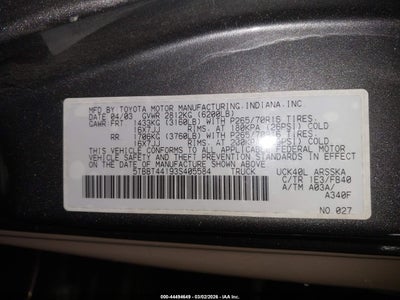 MFD BY TOYOTA MOTOR MANUFACTURING.INDIANA.INC.
DATE 04/03 GVWR 2812KG (6200LB)
GAWR:FRT 1433KG (3160LB) WITH P265/70R16 TIRES.
16X7JJ RIMS. AT 180KPA (26PSI) COLD
RR 1706KG (3760LB) WITH P265/70R16 TIRES.
16X7JJ RIMS. AT COLD
THIS VEHICLE CONFORMS TO ALL APPLICABLE FEDERAL MOTOR
VEHICLE SAFETY AND THEFT PREVENTION STANDARDS IN EFFECT
ON THE DATE OF MANUFACTURE SHOWN ABOVE.
5TBBT44193S405584 TRUCK UCK40L ARSSKA
C/TR 1E3/FB40
A/TM A03A/
A340F
NO 027
000-44494649 - 03/02/2026 - IAA Inc.